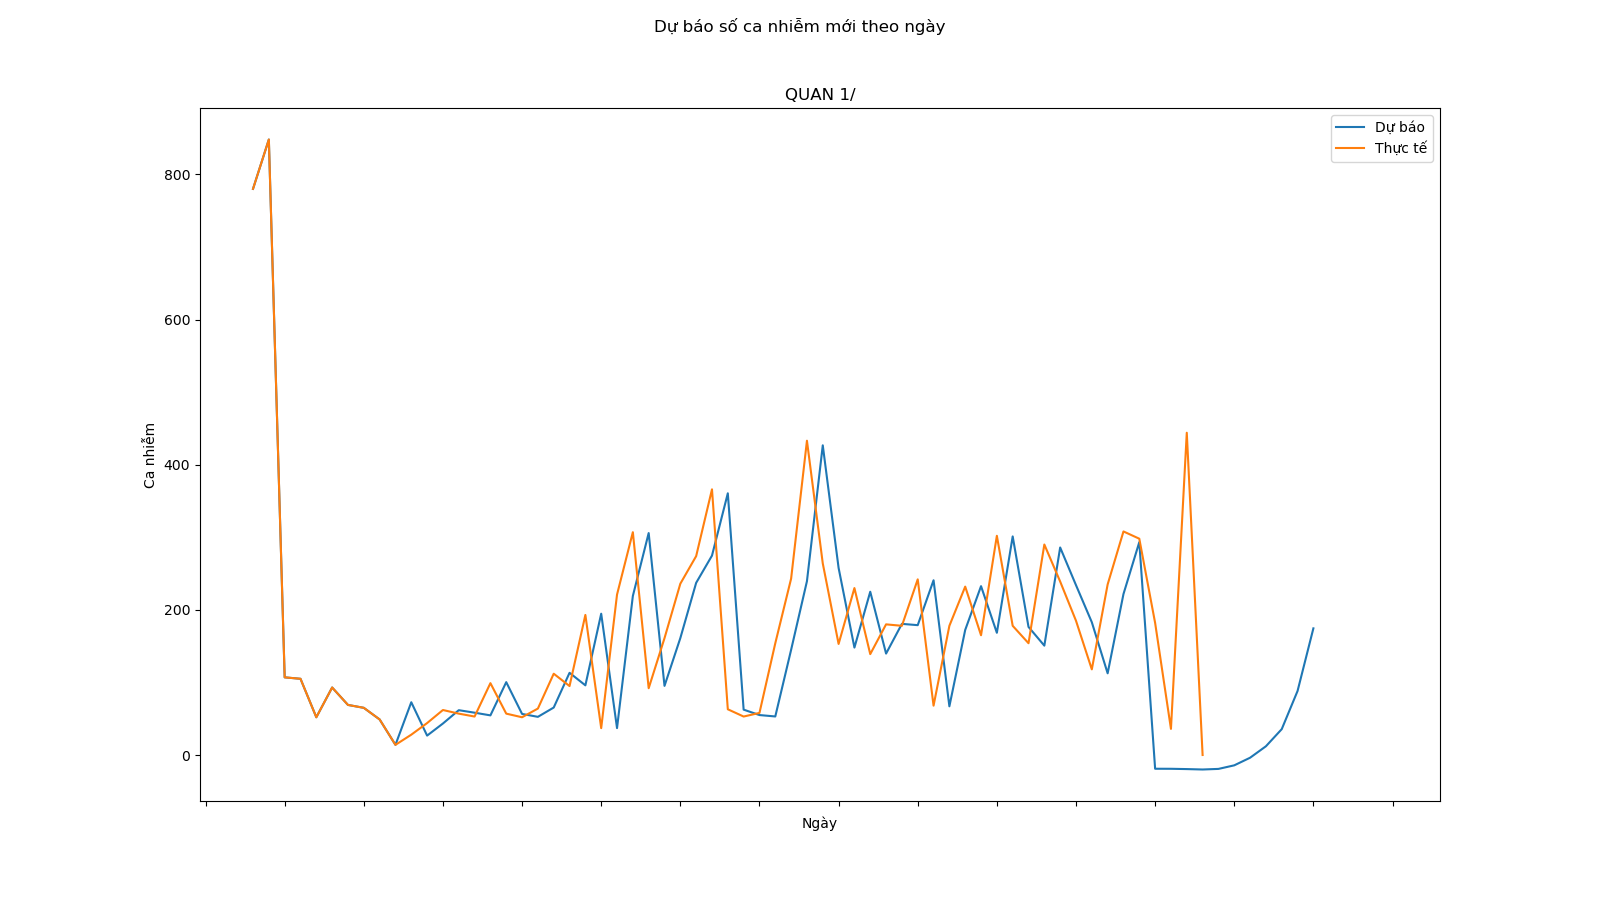 Dự báo số ca nhiễm mới theo ngày
QUAN 1/
Dự báo
Thực tế
800
600
400
200
0
Ca nhiễm
Ngày